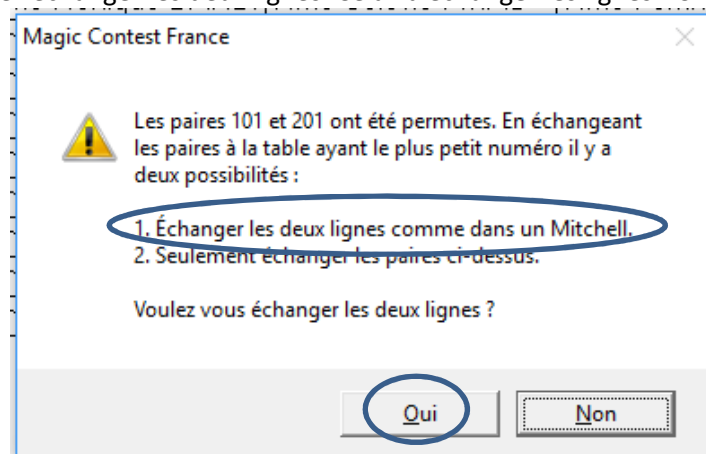 Magic Contest France
Les paires 101 et 201 ont été permutes. En échangeant
les paires à la table ayant le plus petit numéro il y a
deux possibilités :
1. Échanger les deux lignes comme dans un Mitchell.
2. Seulement échanger les paires ci-dessus.
Voulez vous échanger les deux lignes ?
Oui
Non